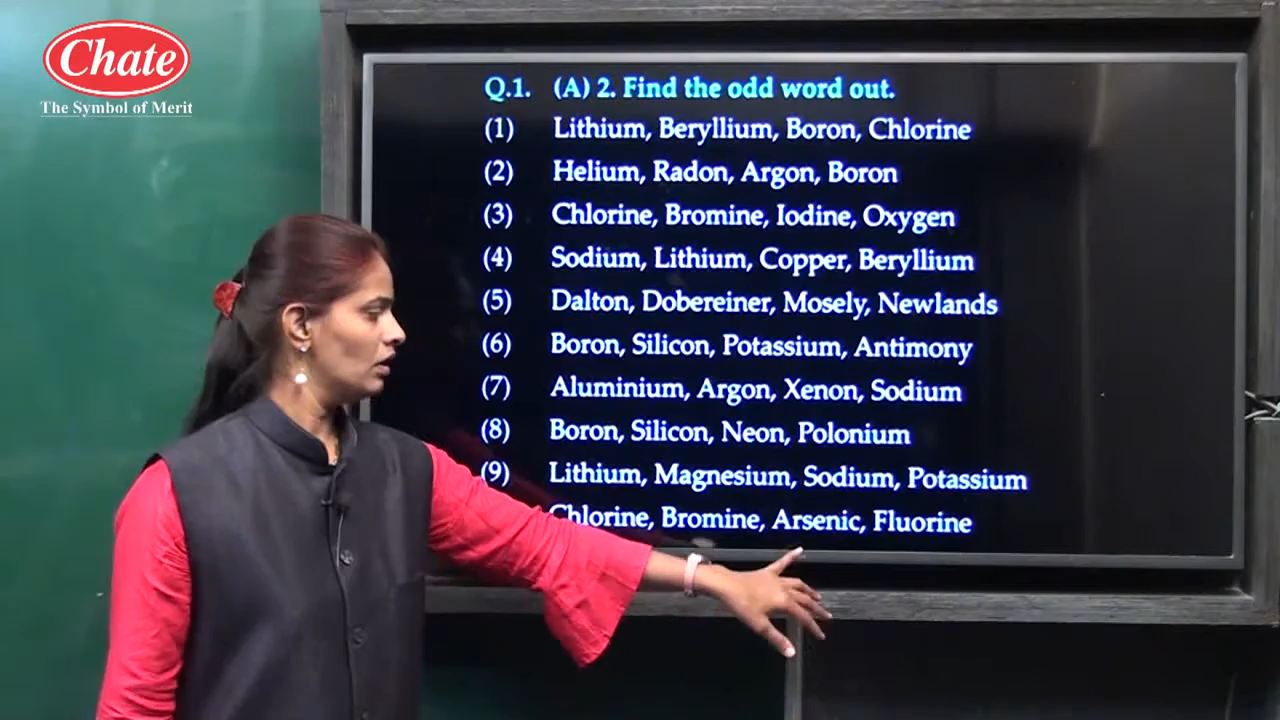 Chate
The Symbol of Merit
Q.1. (A) 2. Find the odd word out.
(1) Lithium, Beryllium, Boron, Chlorine
(2) Helium, Radon, Argon, Boron
(3) Chlorine, Bromine, Iodine, Oxygen
(4) Sodium, Lithium, Copper, Beryllium
(5) Dalton, Dobereiner, Mosely, Newlands
(6) Boron, Silicon, Potassium, Antimony
(7) Aluminium, Argon, Xenon, Sodium
(8) Boron, Silicon, Neon, Polonium
(9) Lithium, Magnesium, Sodium, Potassium
Chlorine, Bromine, Arsenic, Fluorine